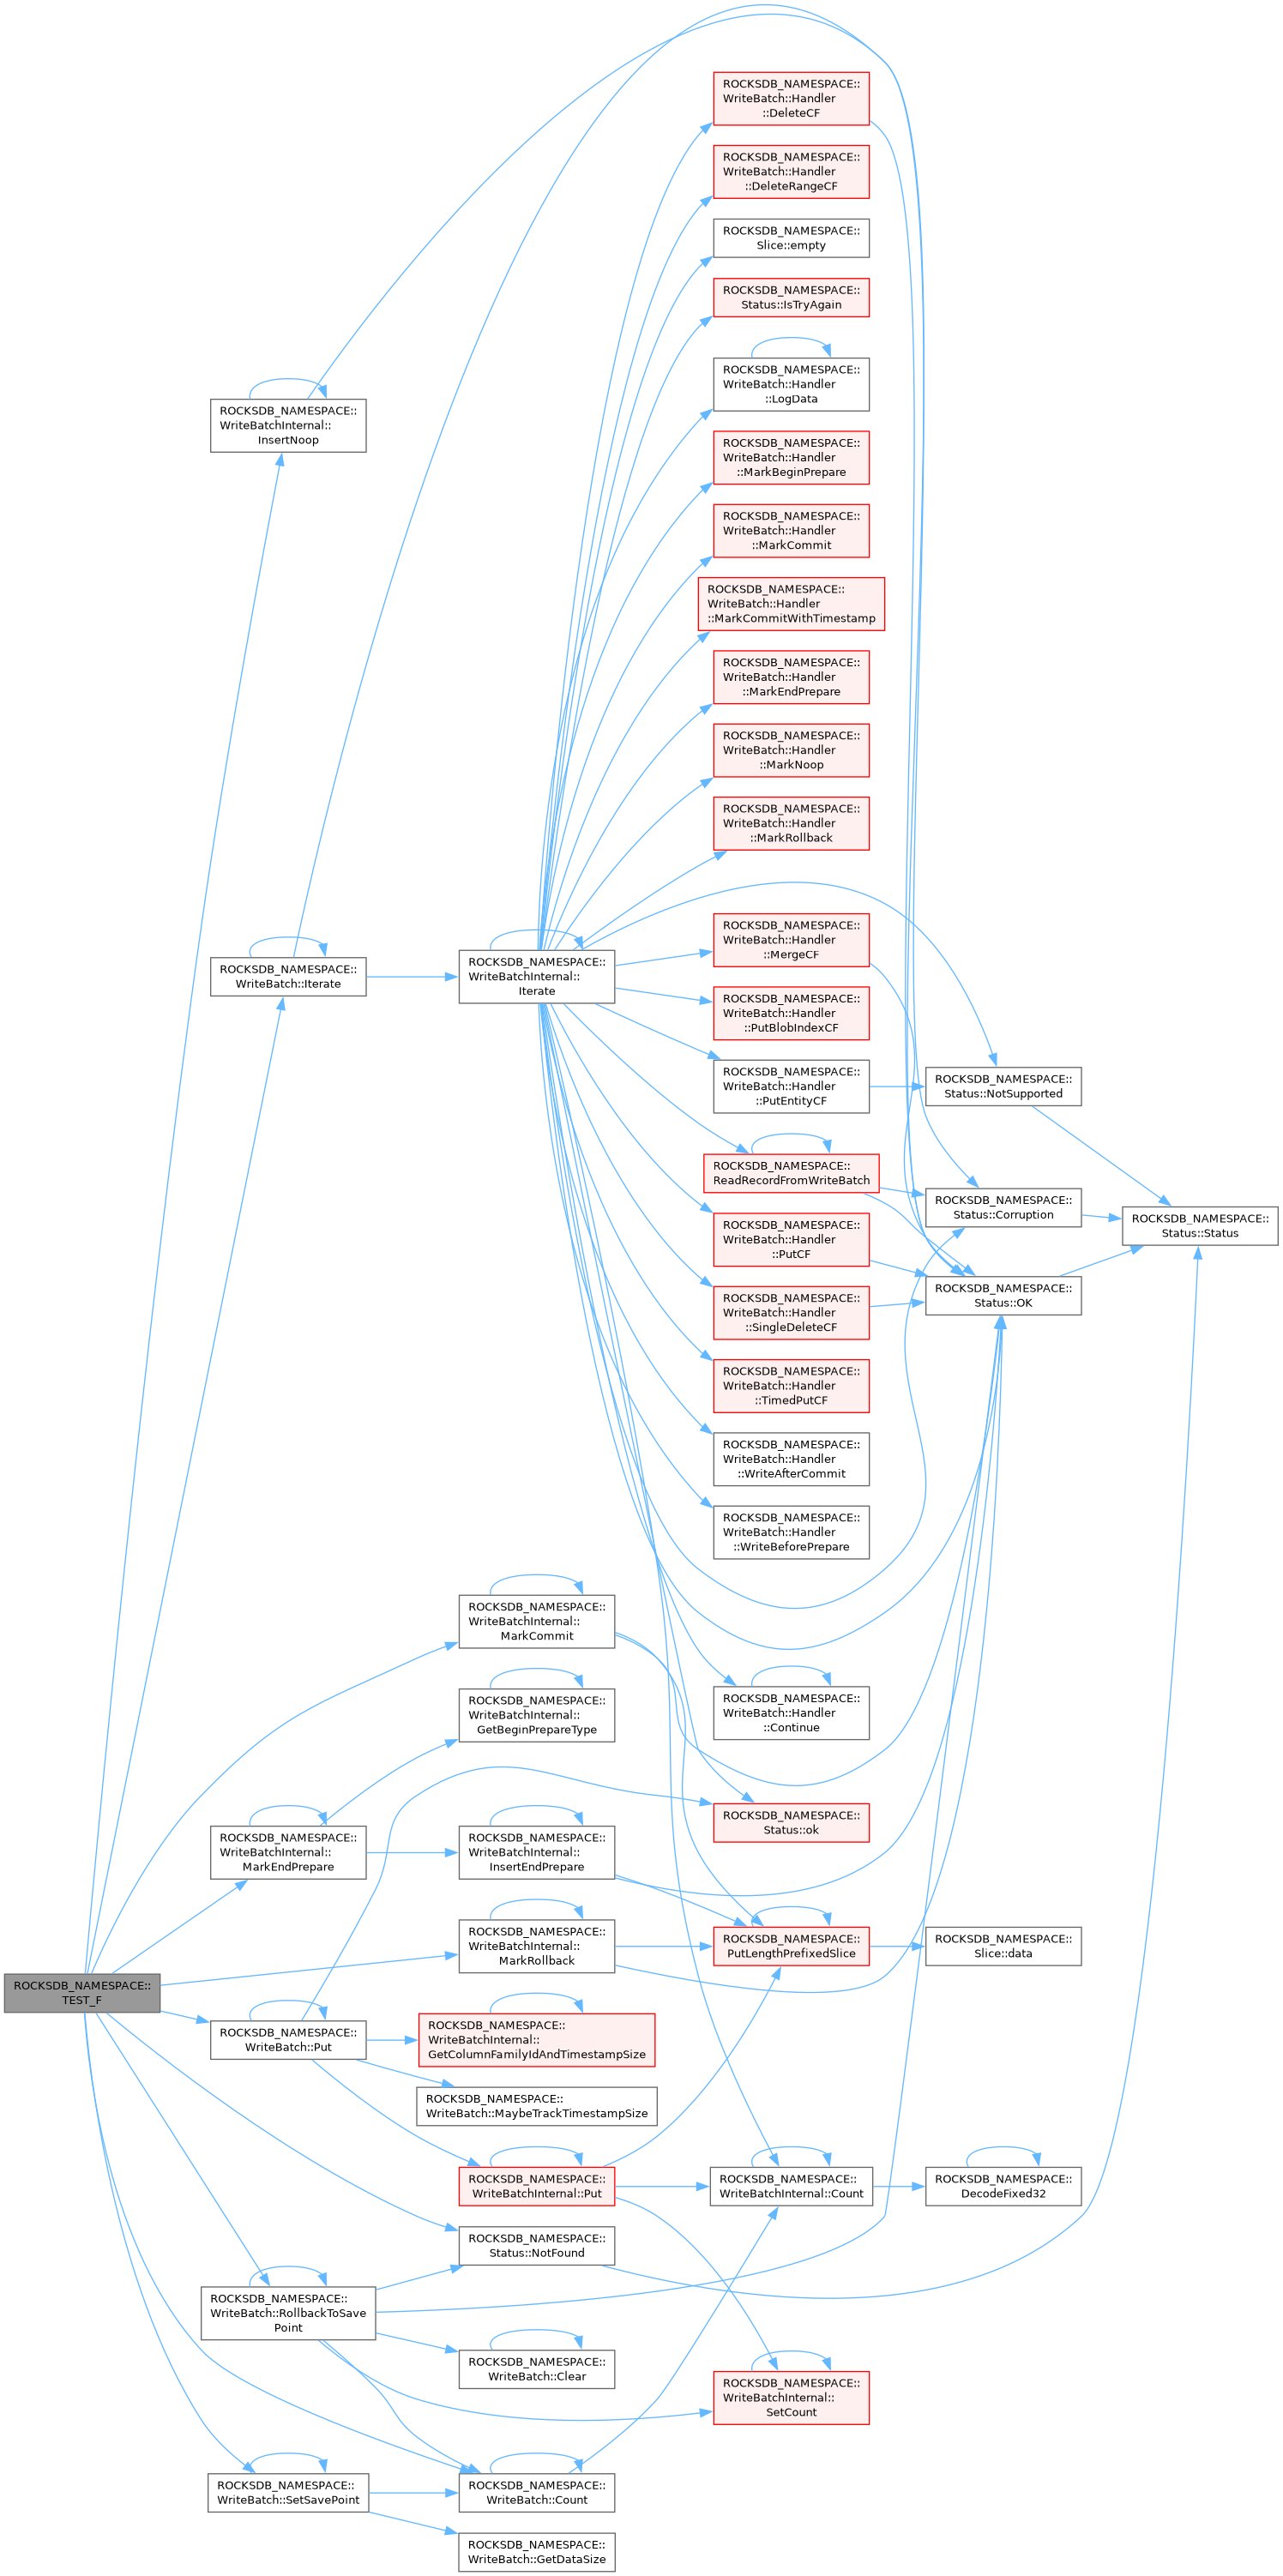 ROCKSDB_NAMESPACE::
WriteBatch::Handler
::DeleteCF
ROCKSDB_NAMESPACE::
WriteBatch::Handler
::DeleteRangeCF
ROCKSDB_NAMESPACE::
Slice::empty
ROCKSDB_NAMESPACE::
Status::IsTryAgain
ROCKSDB_NAMESPACE::
WriteBatch::Handler
::LogData
ROCKSDB_NAMESPACE::
WriteBatchInternal::
InsertNoop
ROCKSDB_NAMESPACE::
WriteBatch::Handler
::MarkBeginPrepare
ROCKSDB_NAMESPACE::
WriteBatch::Handler
::MarkCommit
ROCKSDB_NAMESPACE::
WriteBatch::Handler
::MarkCommitWithTimestamp
ROCKSDB_NAMESPACE::
WriteBatch::Handler
::MarkEndPrepare
ROCKSDB_NAMESPACE::
WriteBatch::Handler
::MarkNoop
ROCKSDB_NAMESPACE::
WriteBatch::Handler
::MarkRollback
ROCKSDB_NAMESPACE::
WriteBatch::Handler
::MergeCF
ROCKSDB_NAMESPACE::
WriteBatch::Iterate
ROCKSDB_NAMESPACE::
WriteBatchInternal::
Iterate
ROCKSDB_NAMESPACE::
WriteBatch::Handler
::PutBlobIndexCF
ROCKSDB_NAMESPACE::
WriteBatch::Handler
::PutEntityCF
ROCKSDB_NAMESPACE::
Status::NotSupported
ROCKSDB_NAMESPACE::
ReadRecordFromWriteBatch
ROCKSDB_NAMESPACE::
Status::Corruption
ROCKSDB_NAMESPACE::
Status::Status
ROCKSDB_NAMESPACE::
WriteBatch::Handler
::PutCF
ROCKSDB_NAMESPACE::
Status::OK
ROCKSDB_NAMESPACE::
WriteBatch::Handler
::SingleDeleteCF
ROCKSDB_NAMESPACE::
WriteBatch::Handler
::TimedPutCF
ROCKSDB_NAMESPACE::
WriteBatch::Handler
::WriteAfterCommit
ROCKSDB_NAMESPACE::
WriteBatch::Handler
::WriteBeforePrepare
ROCKSDB_NAMESPACE::
WriteBatchInternal::
MarkCommit
ROCKSDB_NAMESPACE::
WriteBatchInternal::
GetBeginPrepareType
ROCKSDB_NAMESPACE::
WriteBatch::Handler
::Continue
ROCKSDB_NAMESPACE::
Status::ok
ROCKSDB_NAMESPACE::
WriteBatchInternal::
MarkEndPrepare
ROCKSDB_NAMESPACE::
WriteBatchInternal::
InsertEndPrepare
ROCKSDB_NAMESPACE::
WriteBatchInternal::
MarkRollback
ROCKSDB_NAMESPACE::
PutLengthPrefixedSlice
ROCKSDB_NAMESPACE::
Slice::data
ROCKSDB_NAMESPACE::
TEST_F
ROCKSDB_NAMESPACE::
WriteBatch::Put
ROCKSDB_NAMESPACE::
WriteBatchInternal::
GetColumnFamilyIdAndTimestampSize
ROCKSDB_NAMESPACE::
WriteBatch::MaybeTrackTimestampSize
ROCKSDB_NAMESPACE::
WriteBatchInternal::Put
ROCKSDB_NAMESPACE::
WriteBatchInternal::Count
ROCKSDB_NAMESPACE::
DecodeFixed32
ROCKSDB_NAMESPACE::
Status::NotFound
ROCKSDB_NAMESPACE::
WriteBatch::RollbackToSave
Point
ROCKSDB_NAMESPACE::
WriteBatch::Clear
ROCKSDB_NAMESPACE::
WriteBatchInternal::
SetCount
ROCKSDB_NAMESPACE::
WriteBatch::SetSavePoint
ROCKSDB_NAMESPACE::
WriteBatch::Count
ROCKSDB_NAMESPACE::
WriteBatch::GetDataSize